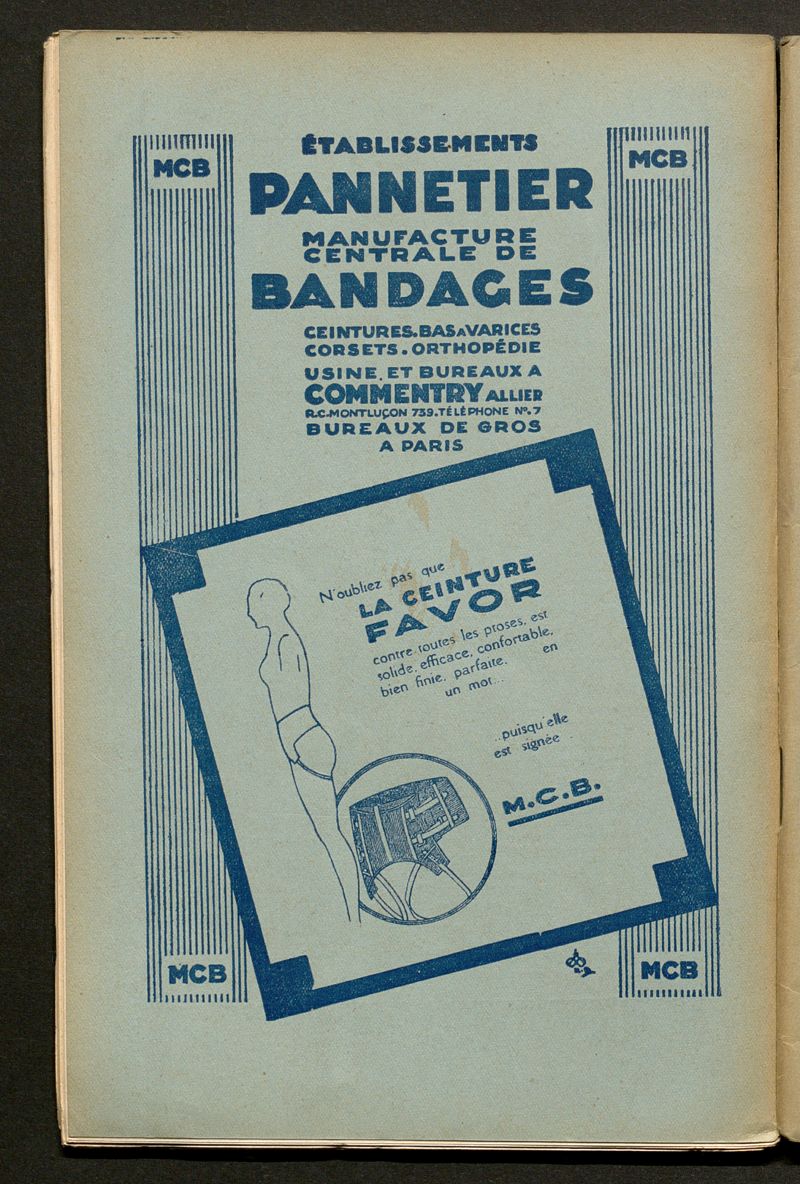 MCB
MCB
ÉTABLISSEMENTS
PANNETIER
MANUFACTURE
CENTRALE DE
BANDAGES
CEINTURES.BAS A VARICES
CORSETS.ORTHOPÉDIE
USINE.ET BUREAUX A
COMMENTRY ALLIER
R.C.MONTLUÇON 739.TÉLÉPHONE Nº.7
BUREAUX DE GROS
A PARIS
N'oubliez pas que
LA CEINTURE
FAVOR
contre toutes les ptoses, est
solide, efficace, confortable,
bien finie, parfaite, en
un mot...
..puisqu'elle
est signée
M.C.B.
MCB
MCB